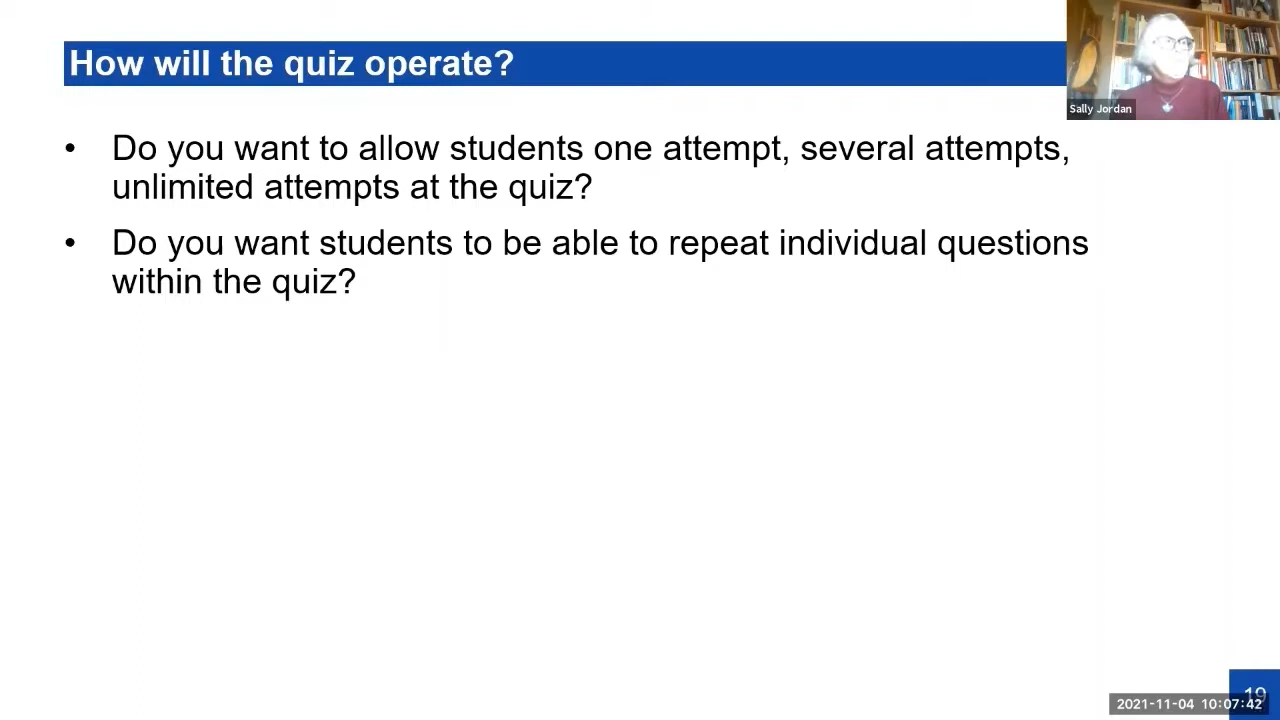 How will the quiz operate?
Sally Jordan
• Do you want to allow students one attempt, several attempts,
unlimited attempts at the quiz?
• Do you want students to be able to repeat individual questions
within the quiz?
19
2021-11-04 10:07:42